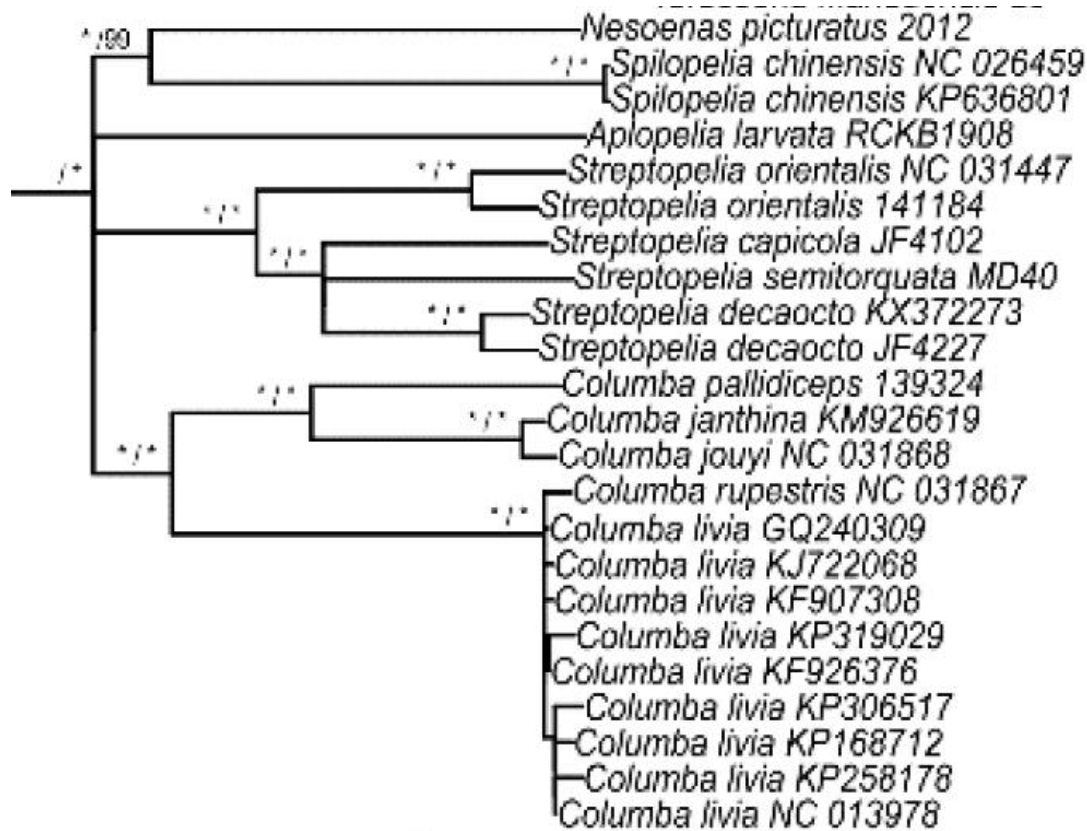 Nesoenas picturatus 2012
*/99
*/*
Spilopelia chinensis NC 026459
Spilopelia chinensis KP636801
Aplopelia larvata RCKB1908
/*
*/*
Streptopelia orientalis NC 031447
*/*
Streptopelia orientalis 141184
Streptopelia capicola JF4102
*/*
Streptopelia semitorquata MD40
*/*
Streptopelia decaocto KX372273
Streptopelia decaocto JF4227
*/*
Columba pallidiceps 139324
*/*
Columba janthina KM926619
*/*
Columba jouyi NC 031868
Columba rupestris NC 031867
*/*
Columba livia GQ240309
Columba livia KJ722068
Columba livia KF907308
Columba livia KP319029
Columba livia KF926376
Columba livia KP306517
Columba livia KP168712
Columba livia KP258178
Columba livia NC 013978